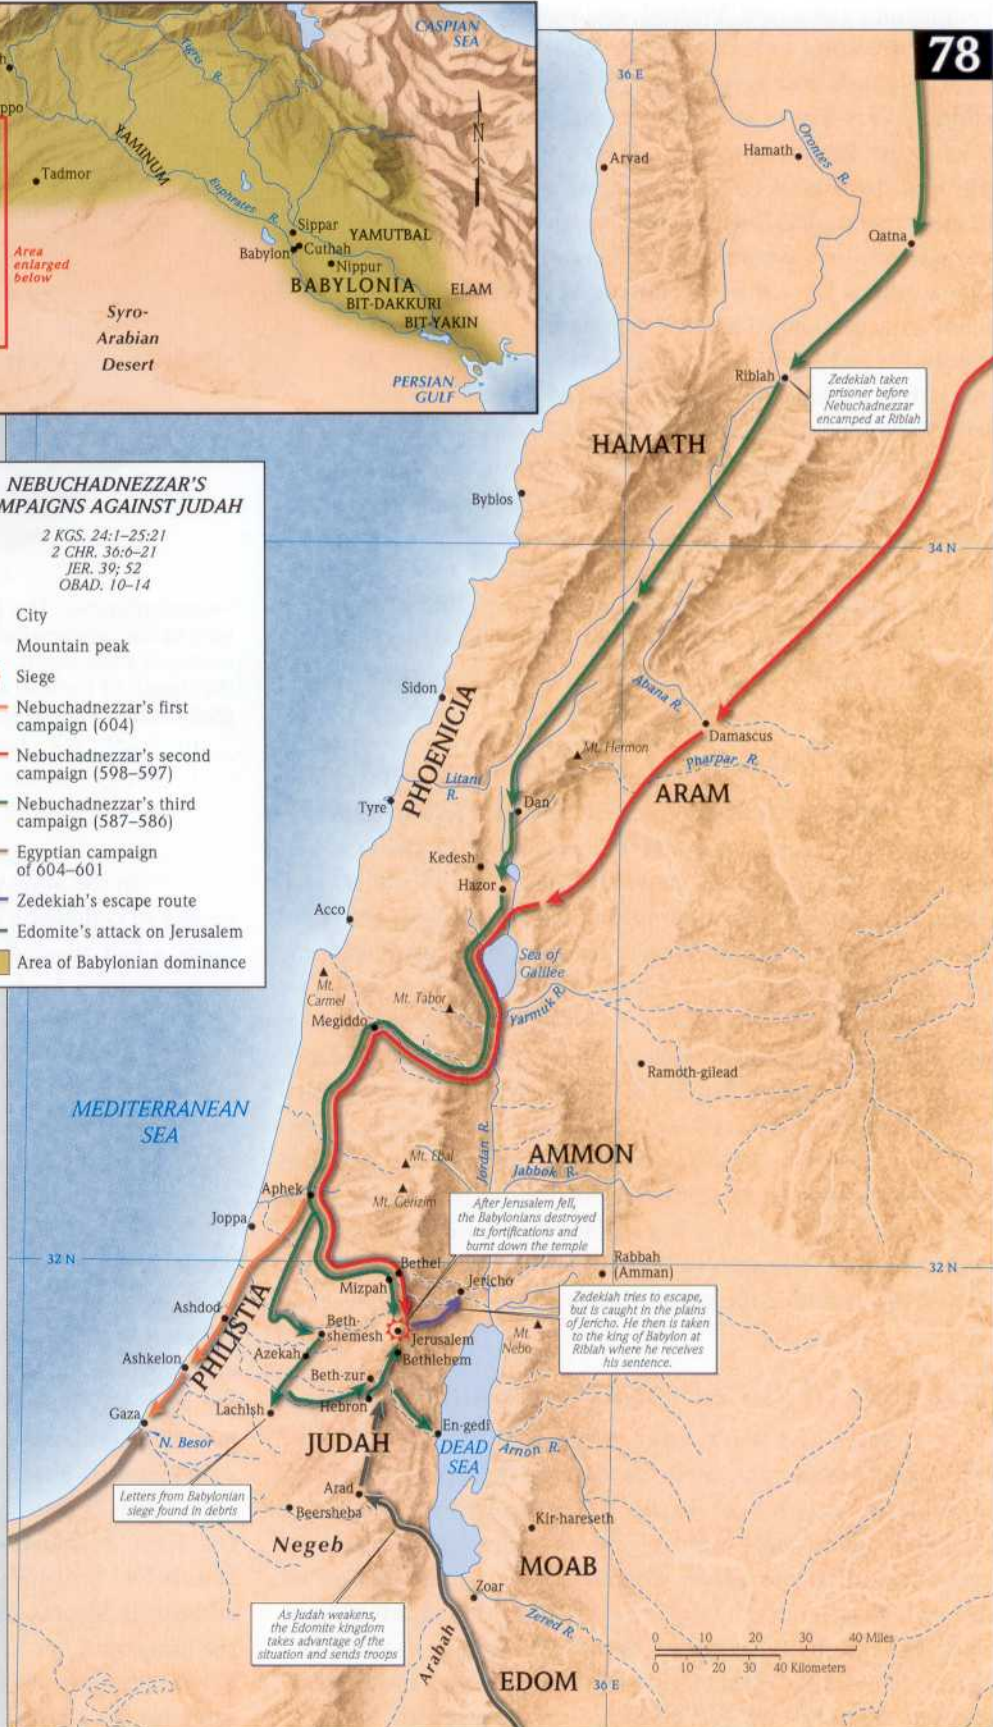 78
CASPIAN
SEA
Tigris R.
YAMINUM
Tadmor
Euphrates R.
N
Sippar
YAMUTBAL
Babylon
Cuthah
Nippur
BABYLONIA
BIT-DAKKURI
ELAM
BIT-YAKIN
Area
enlarged
below
Syro-
Arabian
Desert
PERSIAN
GULF
NEBUCHADNEZZAR'S
MPAIGNS AGAINST JUDAH
2 KGS. 24:1–25:21
2 CHR. 36:6–21
JER. 39; 52
OBAD. 10–14
City
Mountain peak
Siege
Nebuchadnezzar's first
campaign (604)
Nebuchadnezzar's second
campaign (598–597)
Nebuchadnezzar's third
campaign (587–586)
Egyptian campaign
of 604–601
Zedekiah's escape route
Edomite's attack on Jerusalem
Area of Babylonian dominance
36 E
Arvad
Hamath
Orontes R.
Qatna
Riblah
Zedekiah taken
prisoner before
Nebuchadnezzar
encamped at Riblah
HAMATH
Byblos
34 N
Sidon
PHOENICIA
Abana R.
Damascus
Mt. Hermon
Pharpar R.
Litani
R.
ARAM
Tyre
Dan
Kedesh
Hazor
Acco
Sea of
Galilee
Mt.
Carmel
Mt. Tabor
Yarmuk R.
Megiddo
Ramoth-gilead
MEDITERRANEAN
SEA
Jordan R.
AMMON
Mt. Ebal
Jabbok R.
Aphek
Mt. Gerizim
After Jerusalem fell,
the Babylonians destroyed
its fortifications and
burnt down the temple
Joppa
32 N
Bethel
Rabbah
(Amman)
32 N
Mizpah
Jericho
Zedekiah tries to escape,
but is caught in the plains
of Jericho. He then is taken
to the king of Babylon at
Riblah where he receives
his sentence.
Ashdod
PHILISTIA
Beth-
shemesh
Jerusalem
Mt.
Nebo
Azekah
Ashkelon
Bethlehem
Beth-zur
Gaza
Lachish
Hebron
En-gedi
N. Besor
JUDAH
DEAD
SEA
Arnon R.
Letters from Babylonian
siege found in debris
Arad
Beersheba
Negeb
Kir-hareseth
MOAB
Zoar
Zered R.
As Judah weakens,
the Edomite kingdom
takes advantage of the
situation and sends troops
Arabah
EDOM
36 E
0 10 20 30 40 Miles
0 10 20 30 40 Kilometers